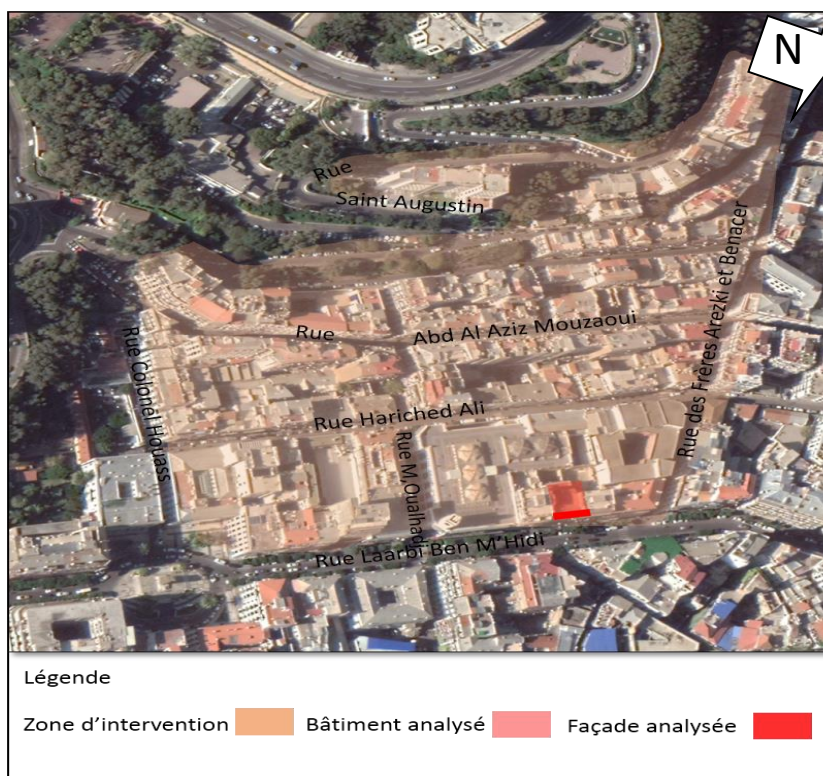 N
Rue
Saint Augustin
Rue des Frères Arezki et Benacer
Rue Abd Al Aziz Mouzaoui
Rue Colonel Houass
Rue Hariched Ali
Rue M,Oualhadj
Rue Laarbi Ben M'Hidi
Légende
Zone d'intervention Bâtiment analysé Façade analysée